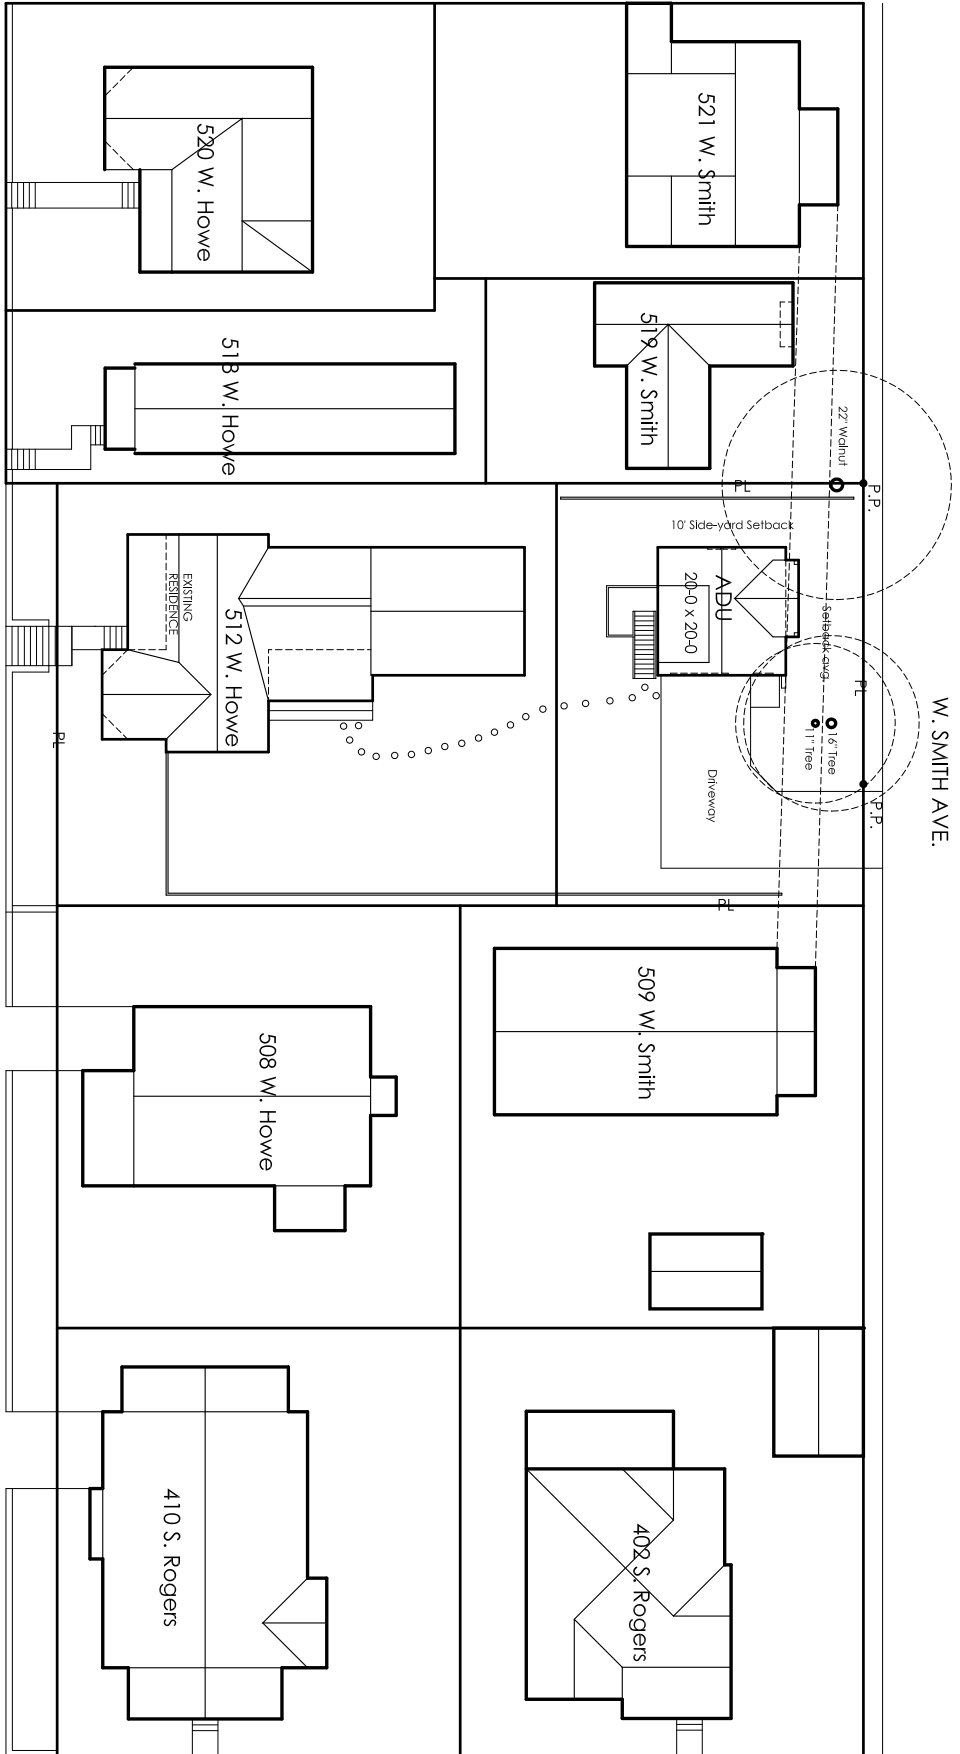 W. SMITH AVE.
521 W. Smith
520 W. Howe
519 W. Smith
518 W. Howe
22" Walnut
P.P.
PL
10' Side-yard Setback
ADU
20-0 x 20-0
Setback avg.
PL
16" Tree
11" Tree
P.P.
Driveway
EXISTING
RESIDENCE
512 W. Howe
PL
PL
509 W. Smith
508 W. Howe
402 S. Rogers
410 S. Rogers